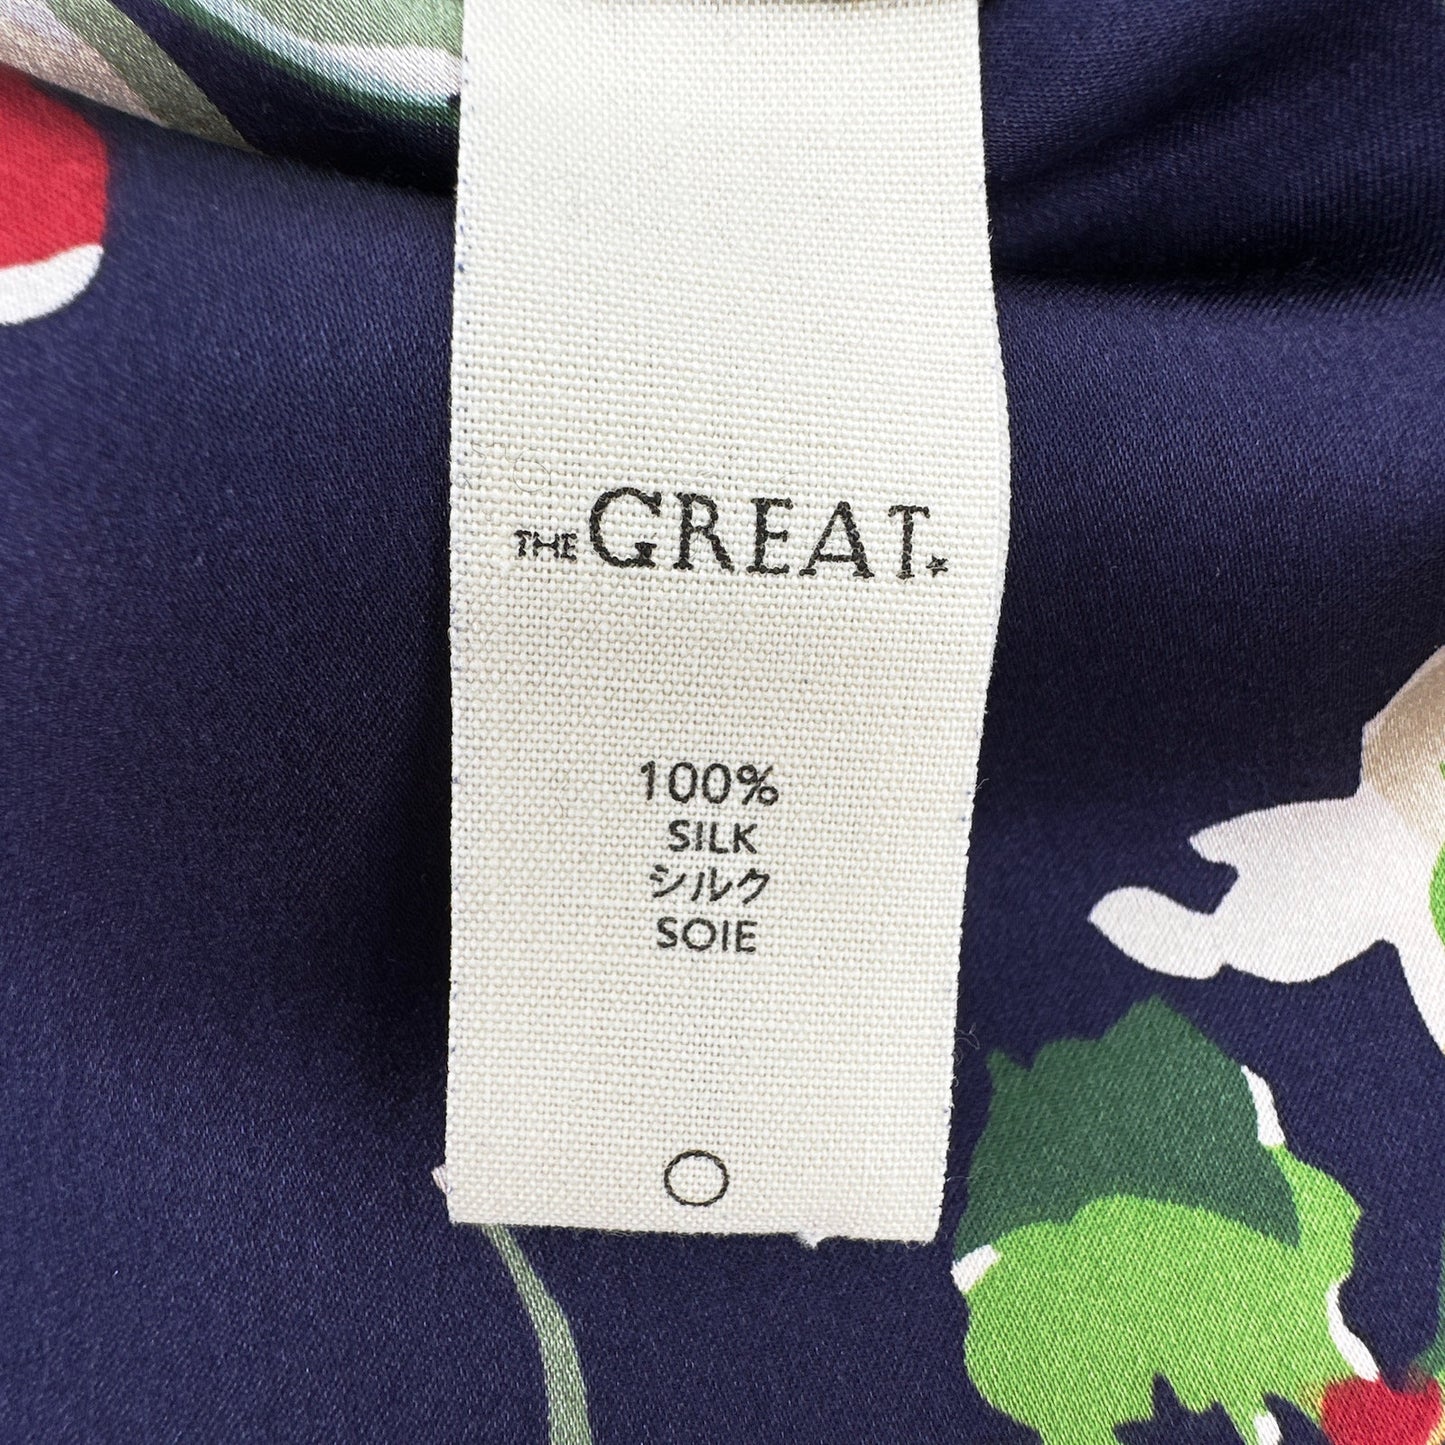 THE GREAT.
100%
SILK
シルク
SOIE